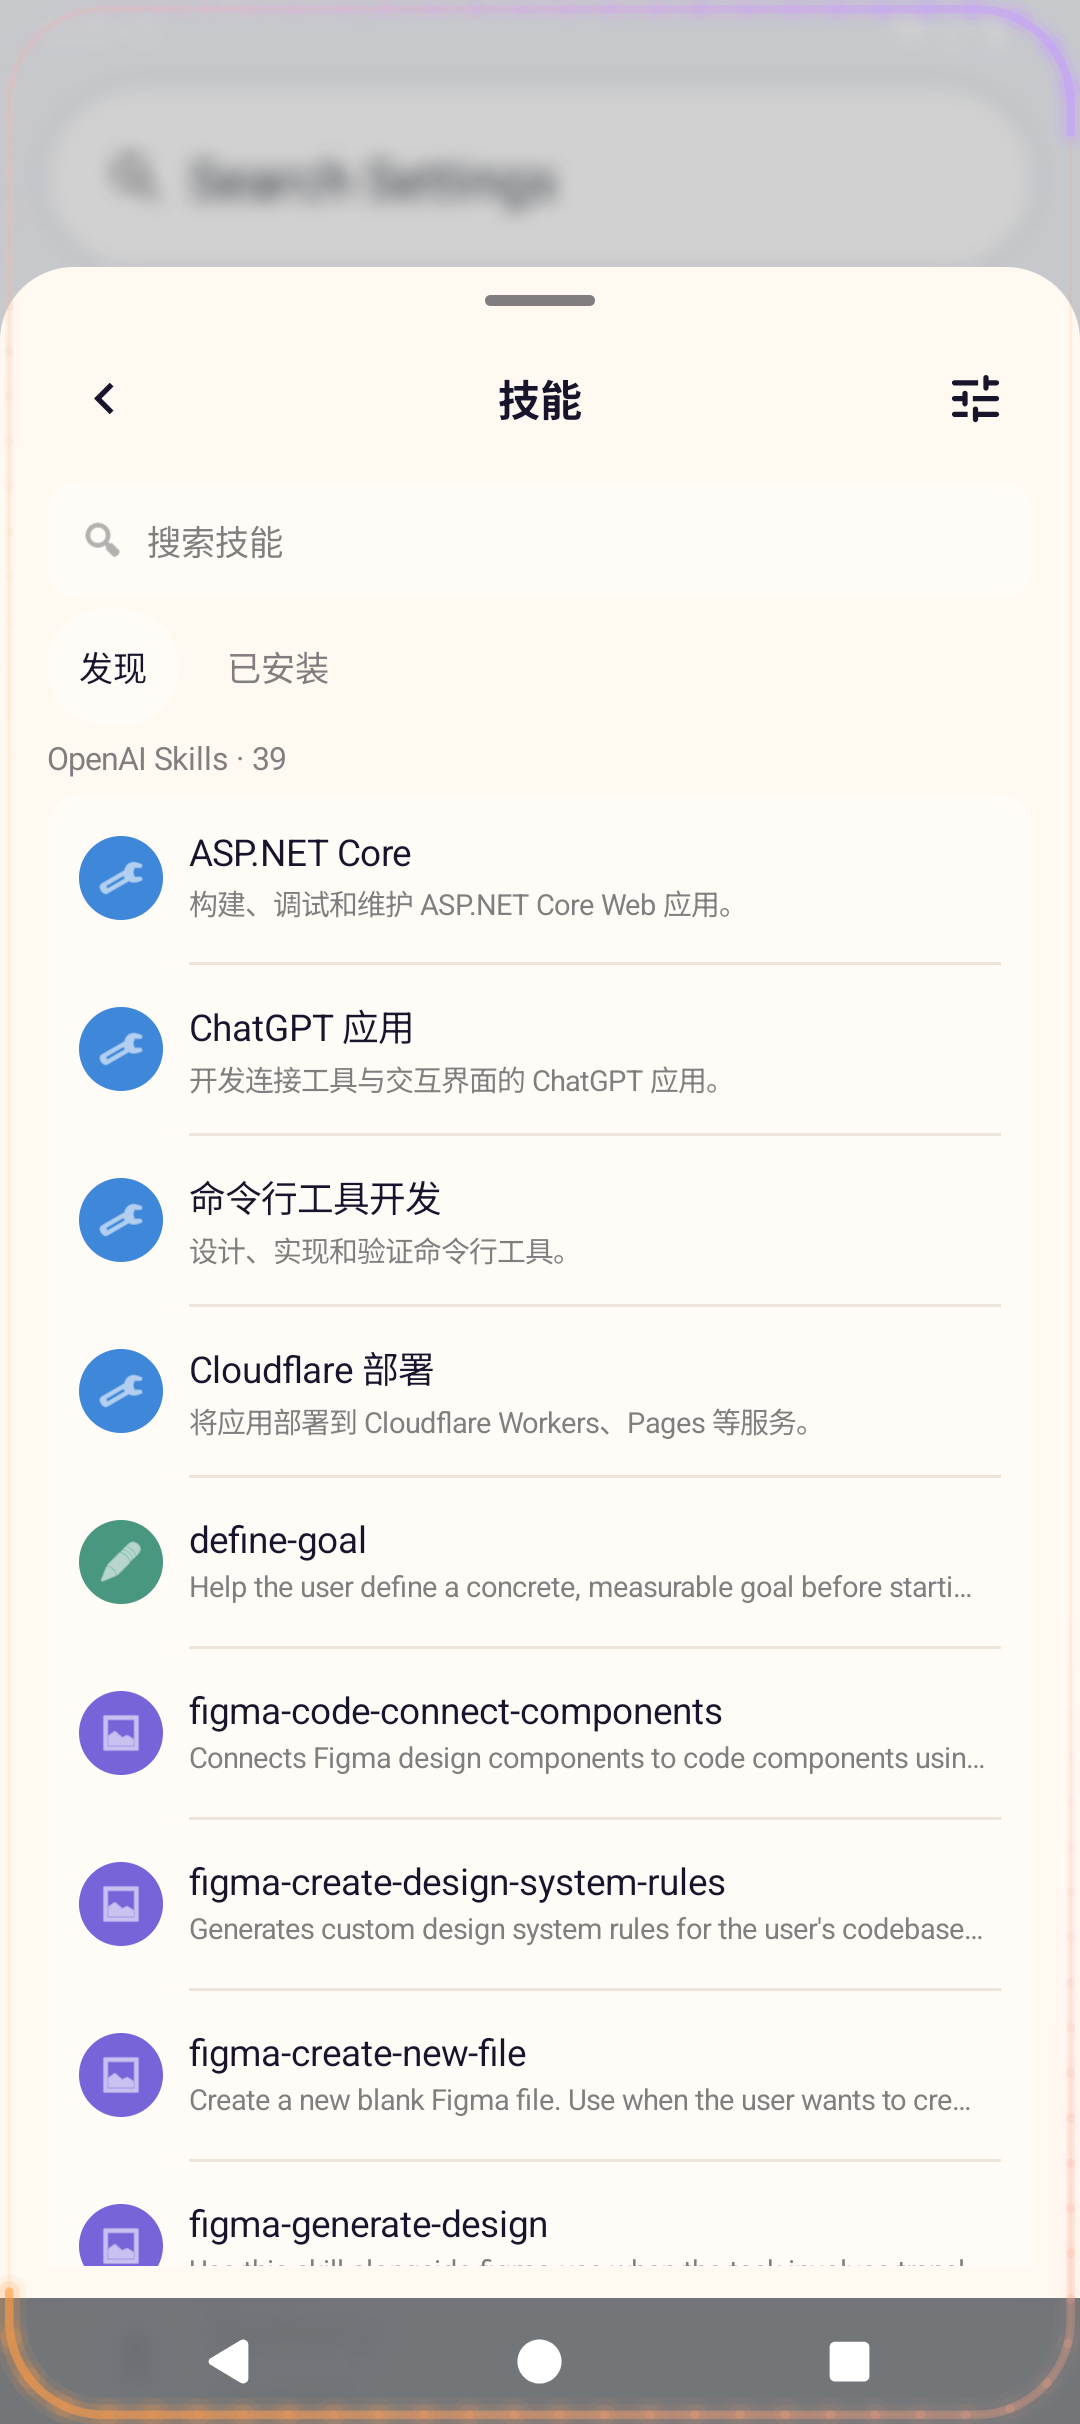 Search Settings
技能
搜索技能
发现
已安装
OpenAI Skills · 39
ASP.NET Core
构建、调试和维护 ASP.NET Core Web 应用。
ChatGPT 应用
开发连接工具与交互界面的 ChatGPT 应用。
命令行工具开发
设计、实现和验证命令行工具。
Cloudflare 部署
将应用部署到 Cloudflare Workers、Pages 等服务。
define-goal
Help the user define a concrete, measurable goal before starti...
figma-code-connect-components
Connects Figma design components to code components usin...
figma-create-design-system-rules
Generates custom design system rules for the user's codebase...
figma-create-new-file
Create a new blank Figma file. Use when the user wants to cre...
figma-generate-design